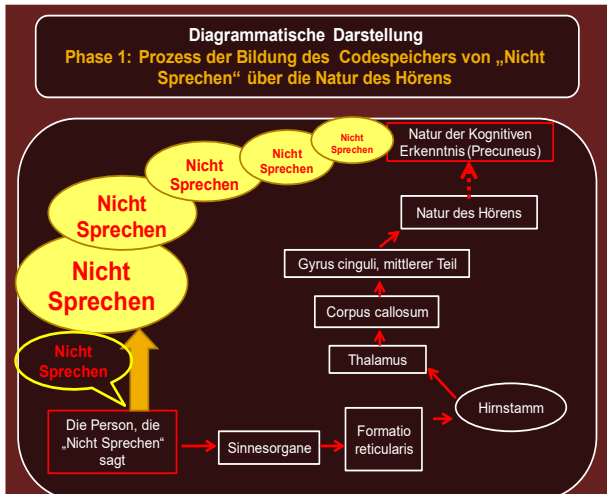 Diagrammatische Darstellung
Phase 1: Prozess der Bildung des Codespeichers von „Nicht
Sprechen“ über die Natur des Hörens
Nicht
Sprechen
Nicht
Sprechen
Nicht
Sprechen
Nicht
Sprechen
Nicht
Sprechen
Natur der Kognitiven
Erkenntnis (Precuneus)
Natur des Hörens
Gyrus cinguli, mittlerer Teil
Corpus callosum
Thalamus
Nicht
Sprechen
Hirnstamm
Die Person, die
„Nicht Sprechen“
sagt
Sinnesorgane
Formatio
reticularis